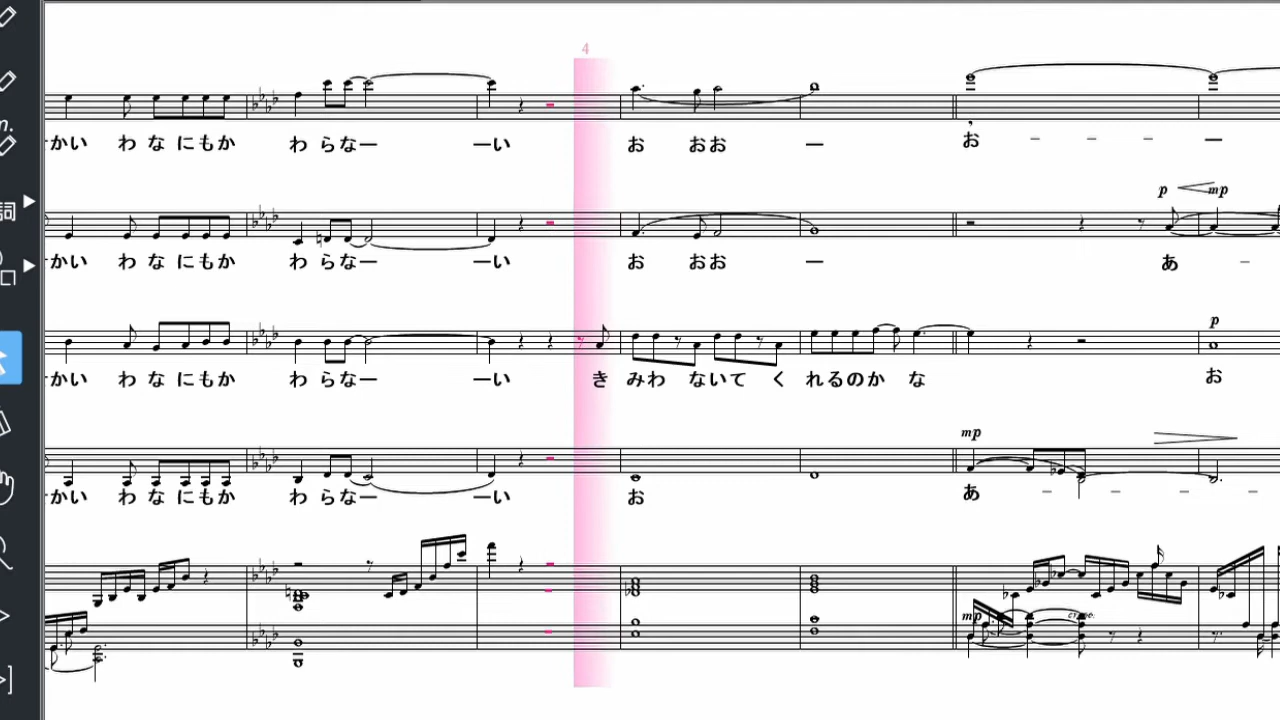 4
かい わ な にもか わ らなー ーい お おお ー お - - - ー
p mp
かい わ な にもか わ らなー ーい お おお ー あ -
p
かい わ な にもか わ らなー ーい き みわ ないて く れるのか な お
mp
かい わ な にもか わ らなー ーい お あ - - - -
mp cresc.
詞